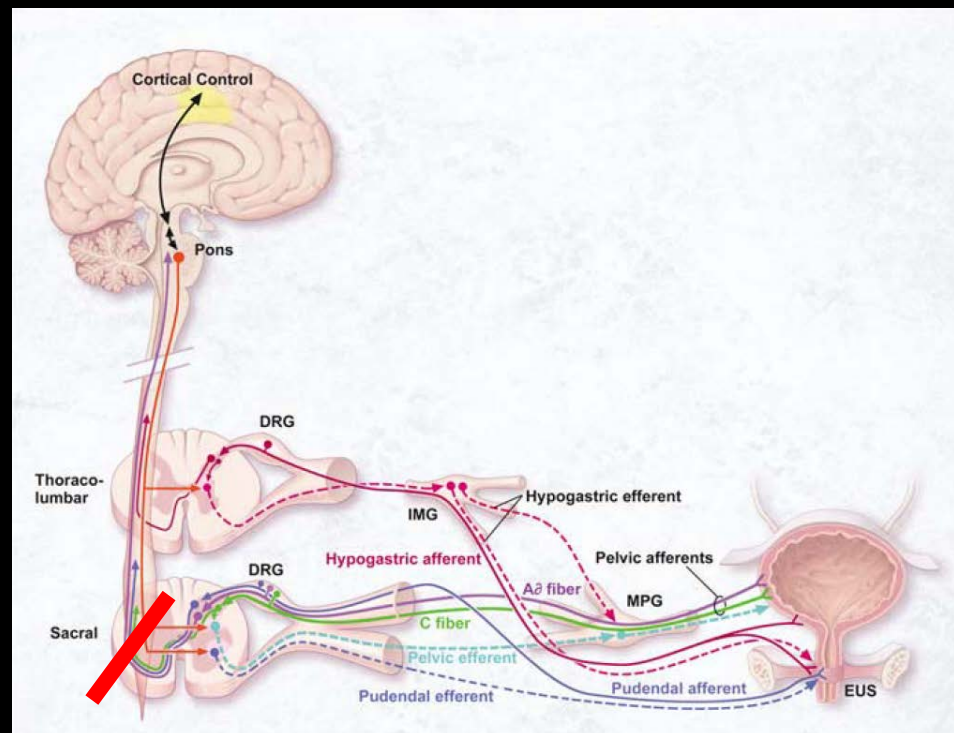 Cortical Control
Pons
DRG
Thoraco-
lumbar
IMG
Hypogastric efferent
Hypogastric afferent
Pelvic afferents
DRG
A∂ fiber
MPG
C fiber
Sacral
Pelvic efferent
Pudendal afferent
EUS
Pudendal efferent